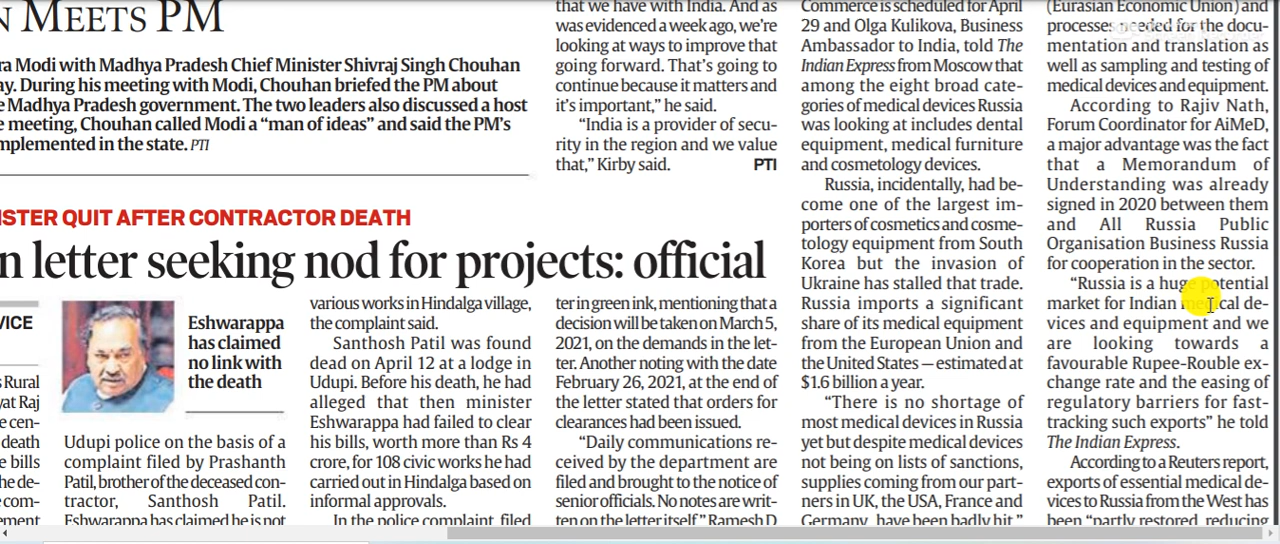 N MEETS PM
ra Modi with Madhya Pradesh Chief Minister Shivraj Singh Chouhan
ay. During his meeting with Modi, Chouhan briefed the PM about
e Madhya Pradesh government. The two leaders also discussed a host
e meeting, Chouhan called Modi a “man of ideas” and said the PM’s
mplemented in the state. PTI
that we have with India. And as
was evidenced a week ago, we’re
looking at ways to improve that
going forward. That’s going to
continue because it matters and
it’s important,” he said.
“India is a provider of secu-
rity in the region and we value
that,” Kirby said. PTI
ISTER QUIT AFTER CONTRACTOR DEATH
n letter seeking nod for projects: official
VICE
s Rural
yat Raj
e cen-
death
e bills
he de-
com-
ement
Eshwarappa
has claimed
no link with
the death
Udupi police on the basis of a
complaint filed by Prashanth
Patil, brother of the deceased con-
tractor, Santhosh Patil.
Eshwarappa has claimed he is not
various works in Hindalga village,
the complaint said.
Santhosh Patil was found
dead on April 12 at a lodge in
Udupi. Before his death, he had
alleged that then minister
Eshwarappa had failed to clear
his bills, worth more than Rs 4
crore, for 108 civic works he had
carried out in Hindalga based on
informal approvals.
In the police complaint, filed
ter in green ink, mentioning that a
decision will be taken on March 5,
2021, on the demands in the let-
ter. Another noting with the date
February 26, 2021, at the end of
the letter stated that orders for
clearances had been issued.
“Daily communications re-
ceived by the department are
filed and brought to the notice of
senior officials. No notes are writ-
ten on the letter itself,” Ramesh D
Commerce is scheduled for April
29 and Olga Kulikova, Business
Ambassador to India, told The
Indian Express from Moscow that
among the eight broad cate-
gories of medical devices Russia
was looking at includes dental
equipment, medical furniture
and cosmetology devices.
Russia, incidentally, had be-
come one of the largest im-
porters of cosmetics and cosme-
tology equipment from South
Korea but the invasion of
Ukraine has stalled that trade.
Russia imports a significant
share of its medical equipment
from the European Union and
the United States — estimated at
$1.6 billion a year.
“There is no shortage of
most medical devices in Russia
yet but despite medical devices
not being on lists of sanctions,
supplies coming from our part-
ners in UK, the USA, France and
Germany, have been badly hit,”
(Eurasian Economic Union) and
processes needed for the docu-
mentation and translation as
well as sampling and testing of
medical devices and equipment.
According to Rajiv Nath,
Forum Coordinator for AiMeD,
a major advantage was the fact
that a Memorandum of
Understanding was already
signed in 2020 between them
and All Russia Public
Organisation Business Russia
for cooperation in the sector.
“Russia is a huge potential
market for Indian medical de-
vices and equipment and we
are looking towards a
favourable Rupee-Rouble ex-
change rate and the easing of
regulatory barriers for fast-
tracking such exports” he told
The Indian Express.
According to a Reuters report,
exports of essential medical de-
vices to Russia from the West has
been “partly restored, reducing